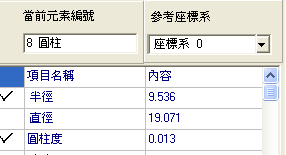 當前元素編號 參考座標系
8 圓柱 座標系 0
項目名稱 內容
半徑 9.536
直徑 19.071
圓柱度 0.013